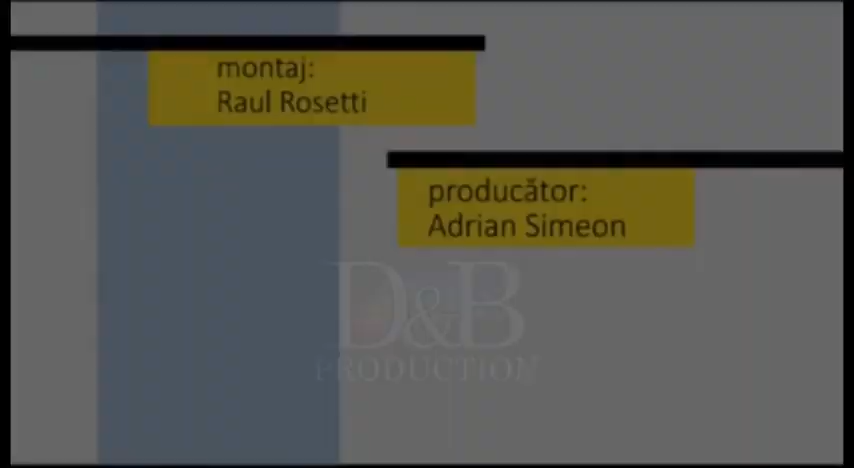 montaj:
Raul Rosetti
producător:
Adrian Simeon
D&B
PRODUCTION